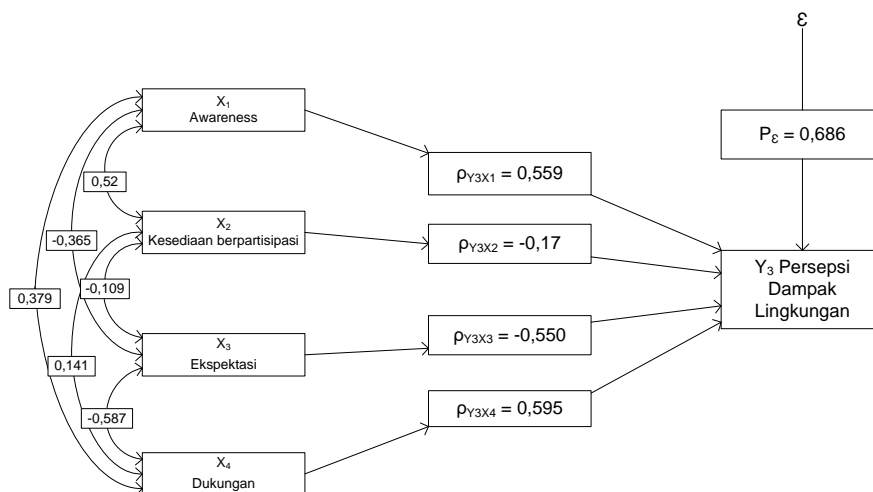 ε
X₁
Awareness
P_ε = 0,686
ρ_Y3X1 = 0,559
0,52
X₂
Kesediaan berpartisipasi
ρ_Y3X2 = -0,17
-0,365
Y₃ Persepsi
Dampak
Lingkungan
-0,109
0,379
X₃
Ekspektasi
ρ_Y3X3 = -0,550
0,141
ρ_Y3X4 = 0,595
-0,587
X₄
Dukungan